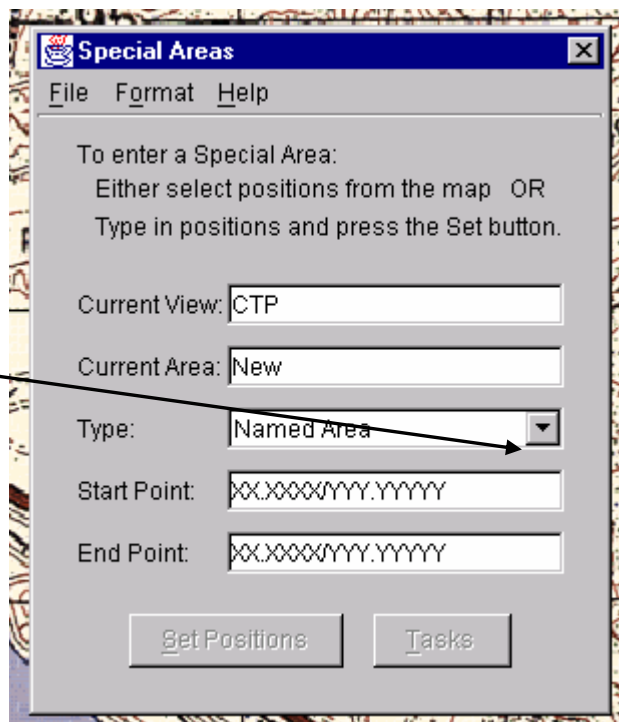 Special Areas
File Format Help
To enter a Special Area:
Either select positions from the map OR
Type in positions and press the Set button.
Current View: CTP
Current Area: New
Type: Named Area
Start Point: XX.XXXX/YYY.YYYYY
End Point: XX.XXXX/YYY.YYYYY
Set Positions Tasks